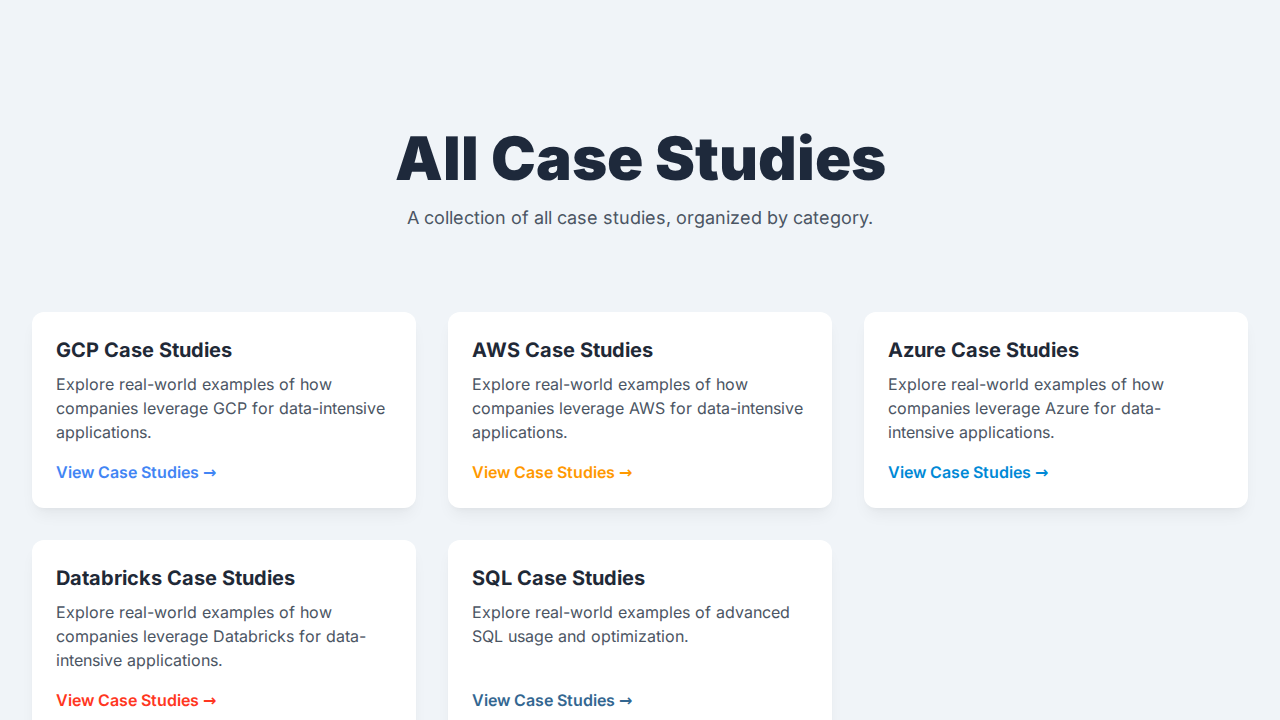 All Case Studies
A collection of all case studies, organized by category.
GCP Case Studies
Explore real-world examples of how
companies leverage GCP for data-intensive
applications.
View Case Studies →
AWS Case Studies
Explore real-world examples of how
companies leverage AWS for data-intensive
applications.
View Case Studies →
Azure Case Studies
Explore real-world examples of how
companies leverage Azure for data-
intensive applications.
View Case Studies →
Databricks Case Studies
Explore real-world examples of how
companies leverage Databricks for data-
intensive applications.
View Case Studies →
SQL Case Studies
Explore real-world examples of advanced
SQL usage and optimization.
View Case Studies →